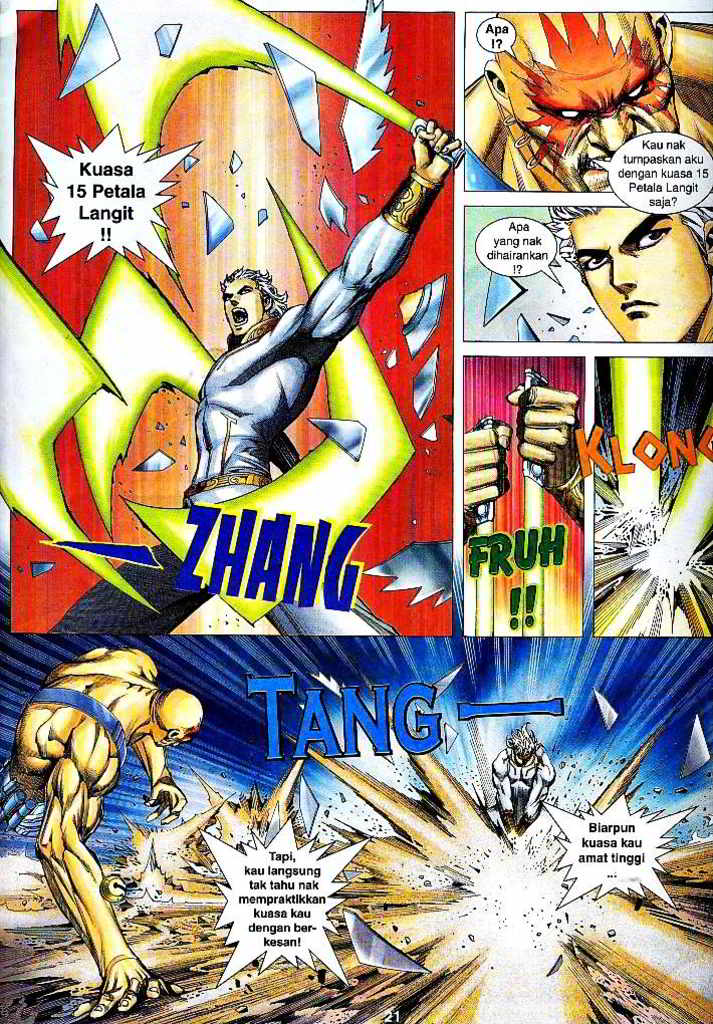 Kuasa
15 Petala
Langit
!!
ZHANG
Apa
!?
Kau nak
tumpaskan aku
dengan kuasa 15
Petala Langit
saja?
Apa
yang nak
dihairankan
!?
FRUH
!!
KLONG
TANG—
Biarpun
kuasa kau
amat tinggi
...
Tapi,
kau langsung
tak tahu nak
mempraktikkan
kuasa kau
dengan ber-
kesan!
21